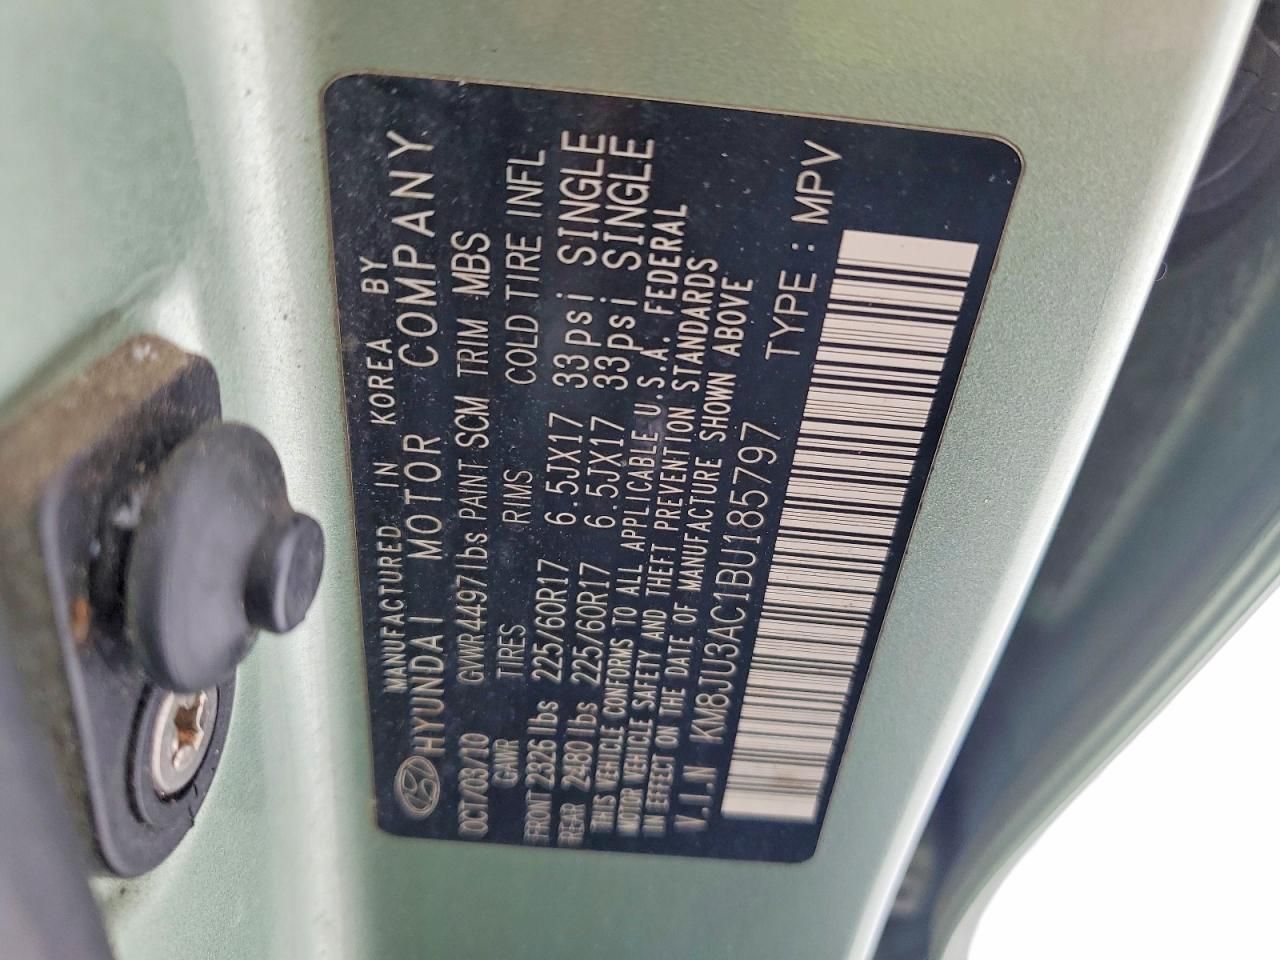 MANUFACTURED IN KOREA BY
HYUNDAI MOTOR COMPANY
OCT/03/10 GVWR 4497lbs PAINT SCM TRIM MBS
GAWR TIRES RIMS COLD TIRE INFL
FRONT 2326 lbs 225/60R17 6.5JX17 33psi SINGLE
REAR 2480 lbs 225/60R17 6.5JX17 33psi SINGLE
THIS VEHICLE CONFORMS TO ALL APPLICABLE U.S.A. FEDERAL
MOTOR VEHICLE SAFETY AND THEFT PREVENTION STANDARDS
IN EFFECT ON THE DATE OF MANUFACTURE SHOWN ABOVE
V.I.N KM8JU3AC1BU185797 TYPE : MPV